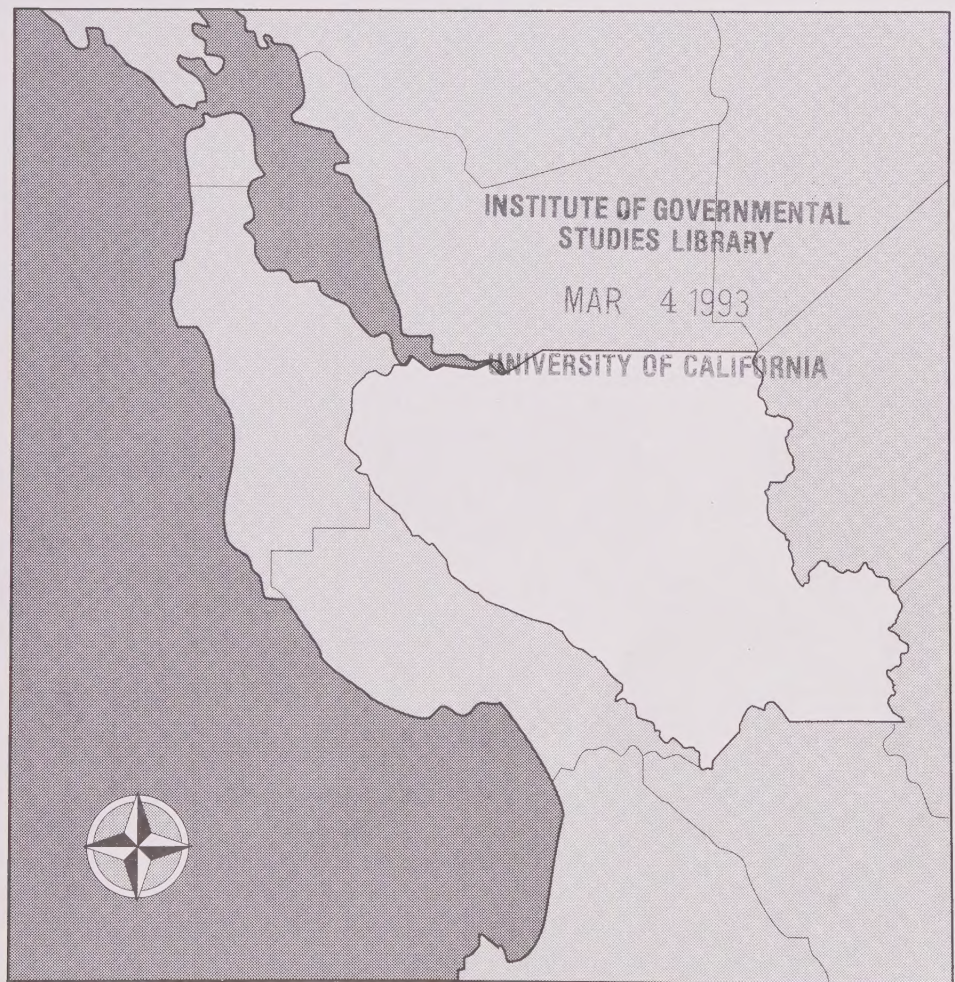 INSTITUTE OF GOVERNMENTAL
STUDIES LIBRARY
MAR 4 1993
UNIVERSITY OF CALIFORNIA